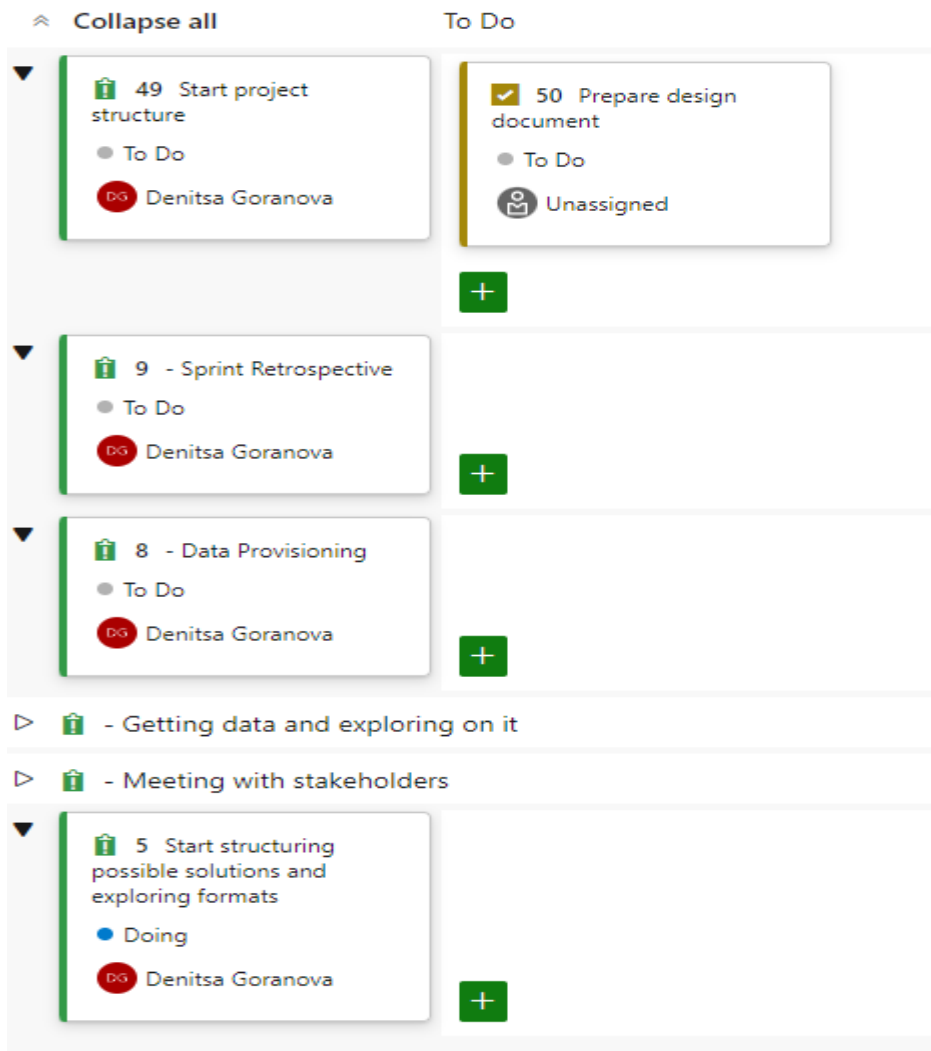 Collapse all
To Do
49 Start project
structure
To Do
DG Denitsa Goranova
50 Prepare design
document
To Do
Unassigned
9 - Sprint Retrospective
To Do
DG Denitsa Goranova
8 - Data Provisioning
To Do
DG Denitsa Goranova
- Getting data and exploring on it
- Meeting with stakeholders
5 Start structuring
possible solutions and
exploring formats
Doing
DG Denitsa Goranova